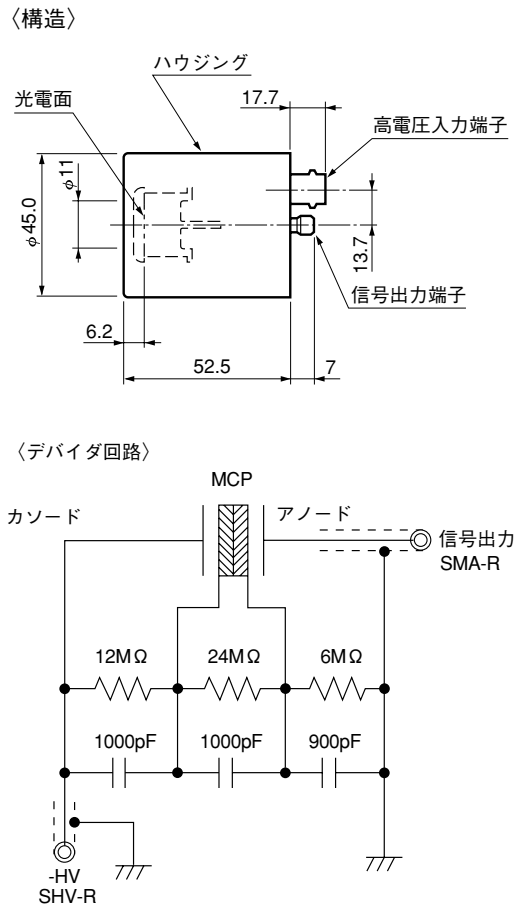 〈構造〉
ハウジング
光電面
17.7
高電圧入力端子
φ11
φ45.0
13.7
信号出力端子
6.2
52.5
7
〈デバイダ回路〉
MCP
カソード
アノード
信号出力
SMA-R
12MΩ
24MΩ
6MΩ
1000pF
1000pF
900pF
-HV
SHV-R